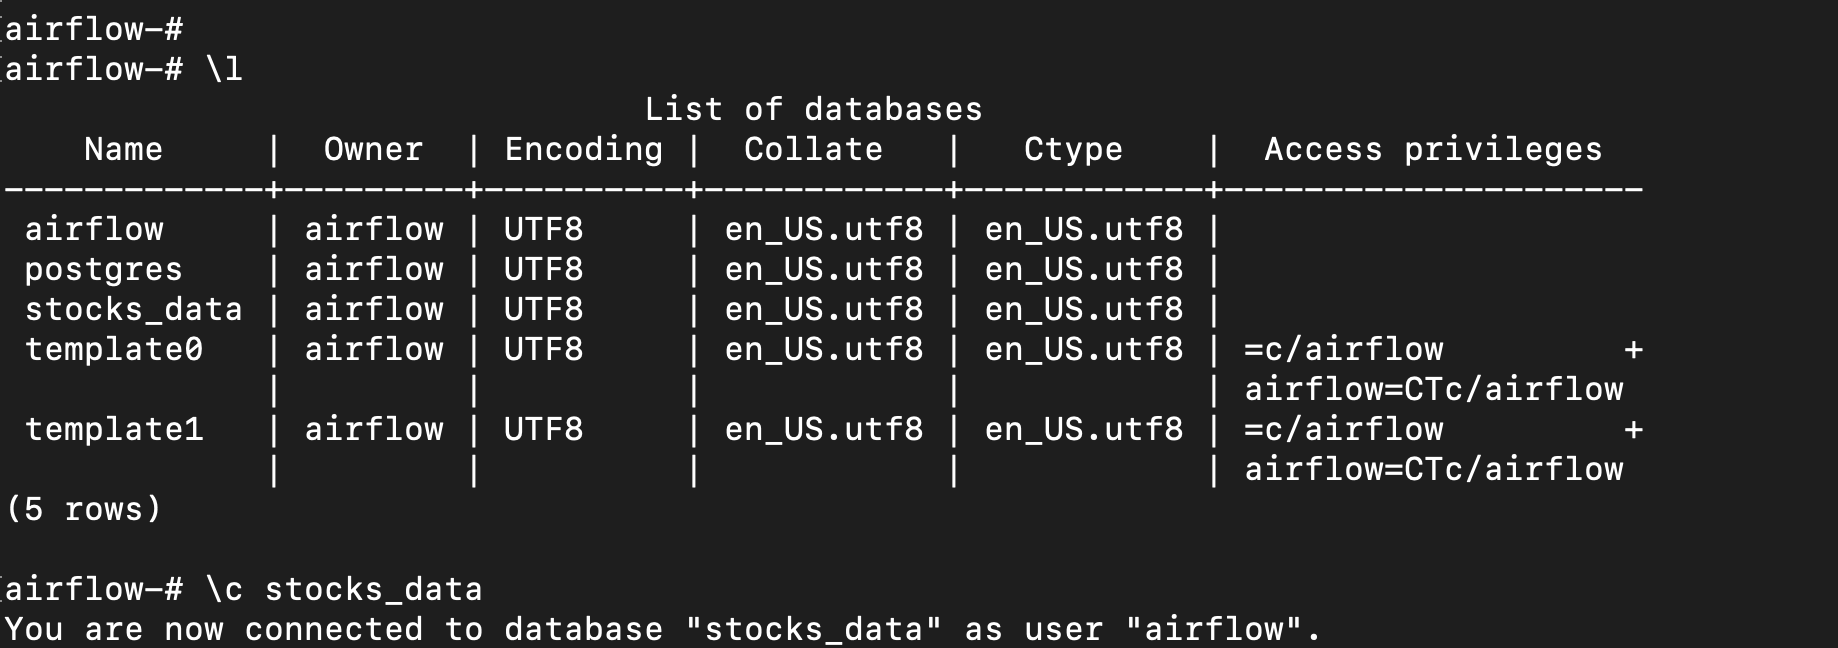 airflow-#
airflow-# \l
                                List of databases
    Name     |  Owner  | Encoding |  Collate   |   Ctype    |  Access privileges
-------------+---------+----------+------------+------------+---------------------
 airflow     | airflow | UTF8     | en_US.utf8 | en_US.utf8 |
 postgres    | airflow | UTF8     | en_US.utf8 | en_US.utf8 |
 stocks_data | airflow | UTF8     | en_US.utf8 | en_US.utf8 |
 template0   | airflow | UTF8     | en_US.utf8 | en_US.utf8 | =c/airflow         +
             |         |          |            |            | airflow=CTc/airflow
 template1   | airflow | UTF8     | en_US.utf8 | en_US.utf8 | =c/airflow         +
             |         |          |            |            | airflow=CTc/airflow
(5 rows)

airflow-# \c stocks_data
You are now connected to database "stocks_data" as user "airflow".